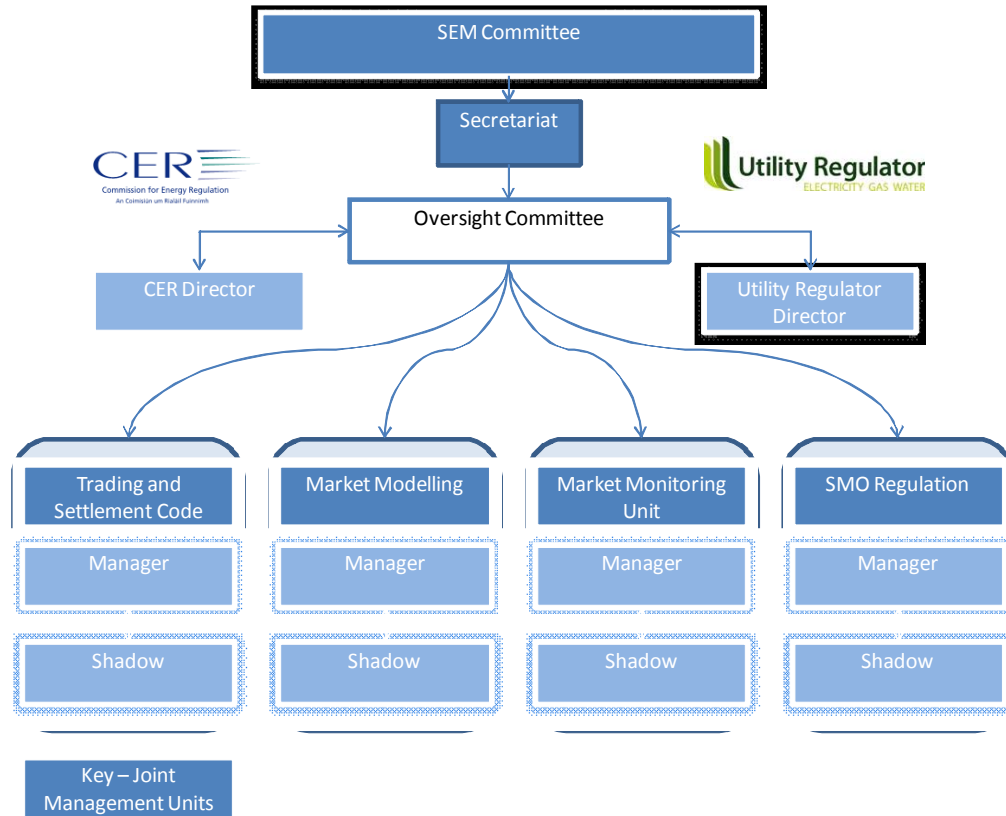 SEM Committee
Secretariat
CER
Commission for Energy Regulation
An Coimisiún um Rialáil Fuinnimh
Utility Regulator
ELECTRICITY GAS WATER
Oversight Committee
CER Director
Utility Regulator
Director
Trading and
Settlement Code
Market Modelling
Market Monitoring
Unit
SMO Regulation
Manager
Manager
Manager
Manager
Shadow
Shadow
Shadow
Shadow
Key – Joint
Management Units